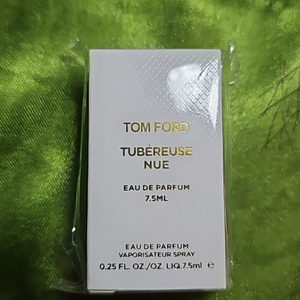 TOM FORD
TUBÉREUSE
NUE
EAU DE PARFUM
7.5ML
EAU DE PARFUM
VAPORISATEUR SPRAY
0.25 FL. OZ./OZ. LIQ.7.5ml ℮